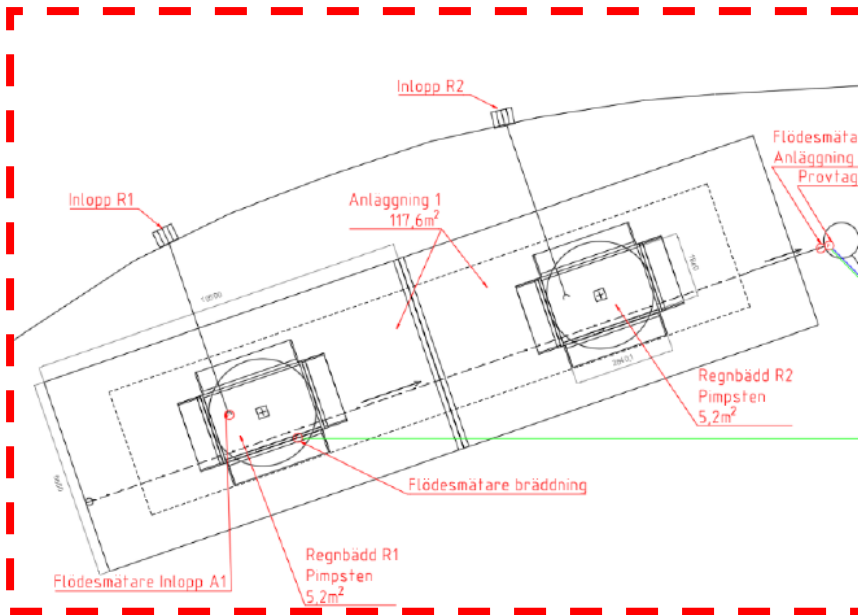 Inlopp R2
Flödesmäta
Anläggning
Provtag
Inlopp R1
Anläggning 1
117,6m²
Regnbädd R2
Pimpsten
5,2m²
Flödesmätare bräddning
Regnbädd R1
Pimpsten
5,2m²
Flödesmätare Inlopp A1